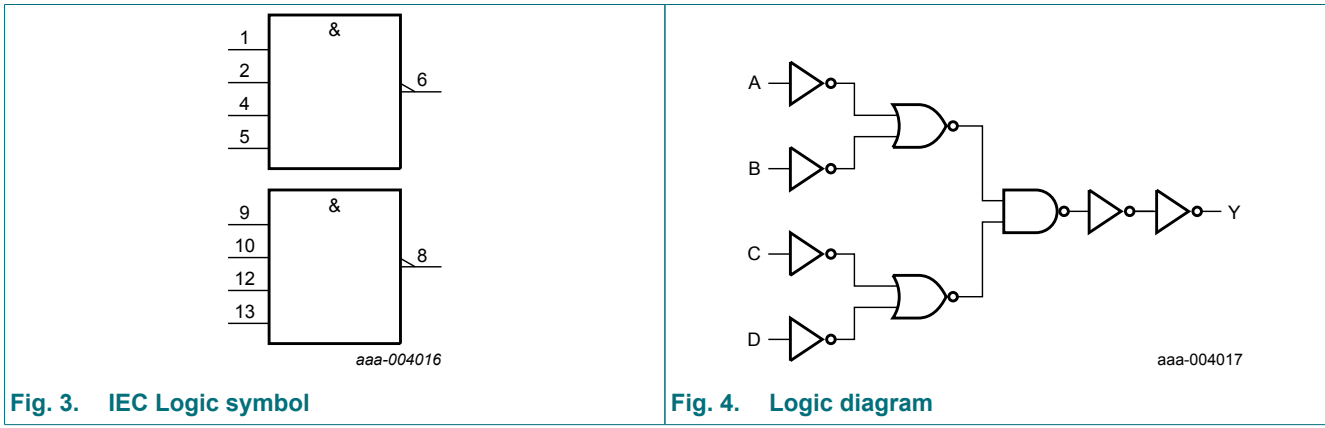 &
1
2
4
5
6
&
9
10
12
13
8
aaa-004016
Fig. 3. IEC Logic symbol
A
B
C
D
Y
aaa-004017
Fig. 4. Logic diagram